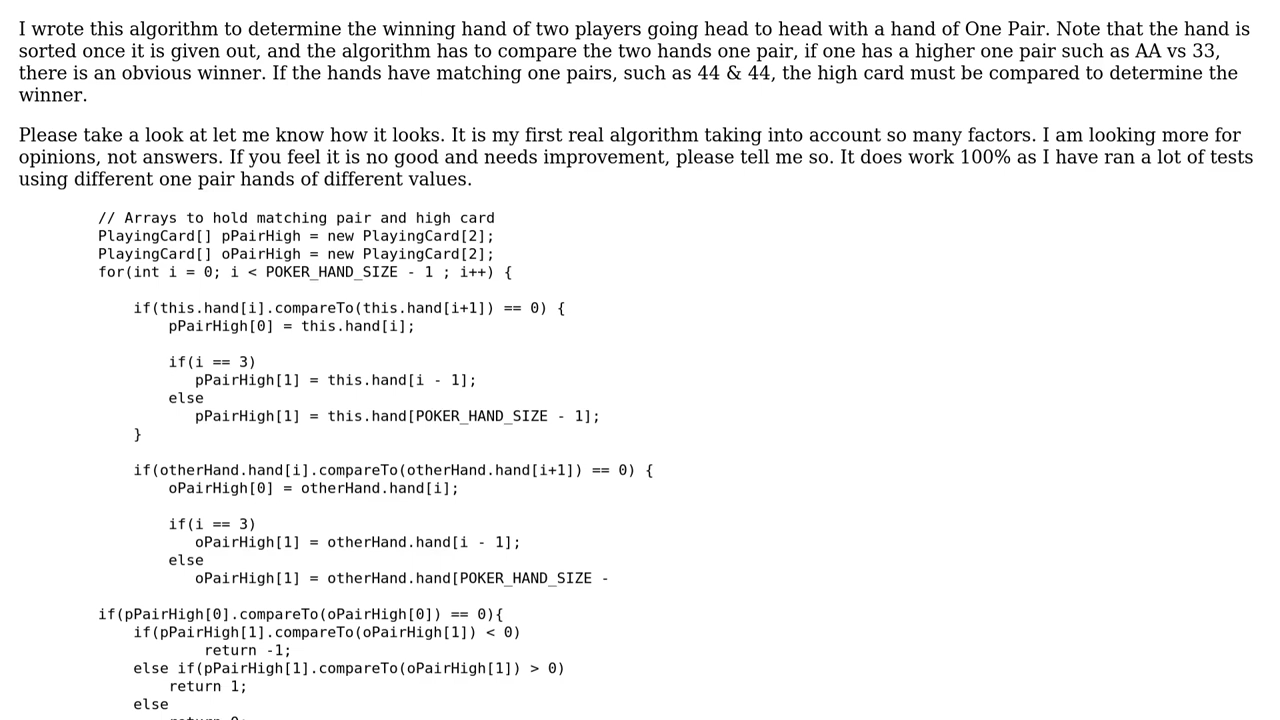 I wrote this algorithm to determine the winning hand of two players going head to head with a hand of One Pair. Note that the hand is
sorted once it is given out, and the algorithm has to compare the two hands one pair, if one has a higher one pair such as AA vs 33,
there is an obvious winner. If the hands have matching one pairs, such as 44 & 44, the high card must be compared to determine the
winner.
Please take a look at let me know how it looks. It is my first real algorithm taking into account so many factors. I am looking more for
opinions, not answers. If you feel it is no good and needs improvement, please tell me so. It does work 100% as I have ran a lot of tests
using different one pair hands of different values.
// Arrays to hold matching pair and high card
PlayingCard[] pPairHigh = new PlayingCard[2];
PlayingCard[] oPairHigh = new PlayingCard[2];
for(int i = 0; i < POKER_HAND_SIZE - 1 ; i++) {
if(this.hand[i].compareTo(this.hand[i+1]) == 0) {
pPairHigh[0] = this.hand[i];
if(i == 3)
pPairHigh[1] = this.hand[i - 1];
else
pPairHigh[1] = this.hand[POKER_HAND_SIZE - 1];
}
if(otherHand.hand[i].compareTo(otherHand.hand[i+1]) == 0) {
oPairHigh[0] = otherHand.hand[i];
if(i == 3)
oPairHigh[1] = otherHand.hand[i - 1];
else
oPairHigh[1] = otherHand.hand[POKER_HAND_SIZE -
if(pPairHigh[0].compareTo(oPairHigh[0]) == 0){
if(pPairHigh[1].compareTo(oPairHigh[1]) < 0)
return -1;
else if(pPairHigh[1].compareTo(oPairHigh[1]) > 0)
return 1;
else
return 0;